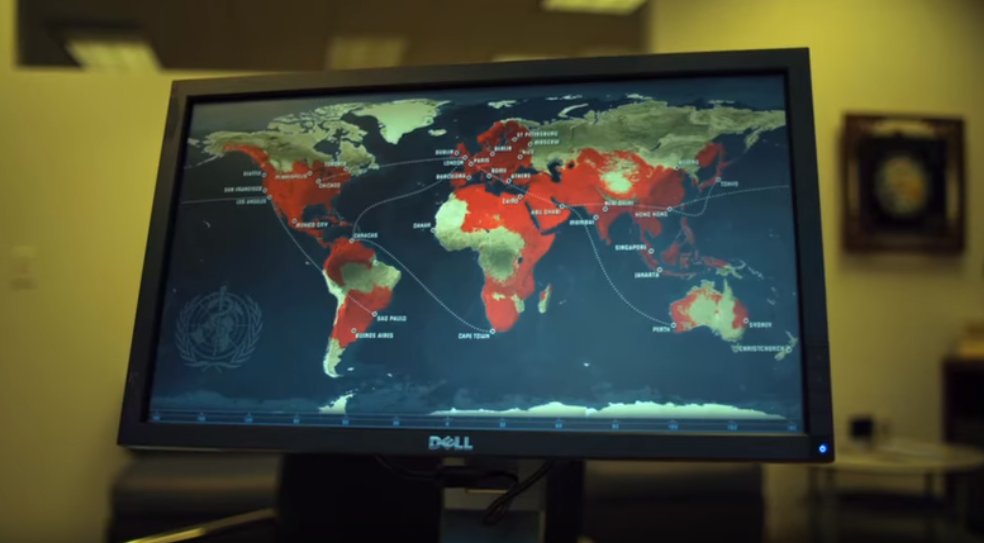 ST PETERSBURG
MOSCOW
DUBLIN
BERLIN
LONDON
PARIS
TORONTO
MINNEAPOLIS
CHICAGO
SEATTLE
SAN FRANCISCO
LOS ANGELES
BARCELONA
ROME
ATHENS
BEIJING
TOKYO
CAIRO
ABU DHABI
NEW DELHI
MUMBAI
HONG KONG
MEXICO CITY
CARACAS
DAKAR
SINGAPORE
JAKARTA
SAO PAULO
BUENOS AIRES
CAPE TOWN
PERTH
SYDNEY
CHRISTCHURCH
DELL